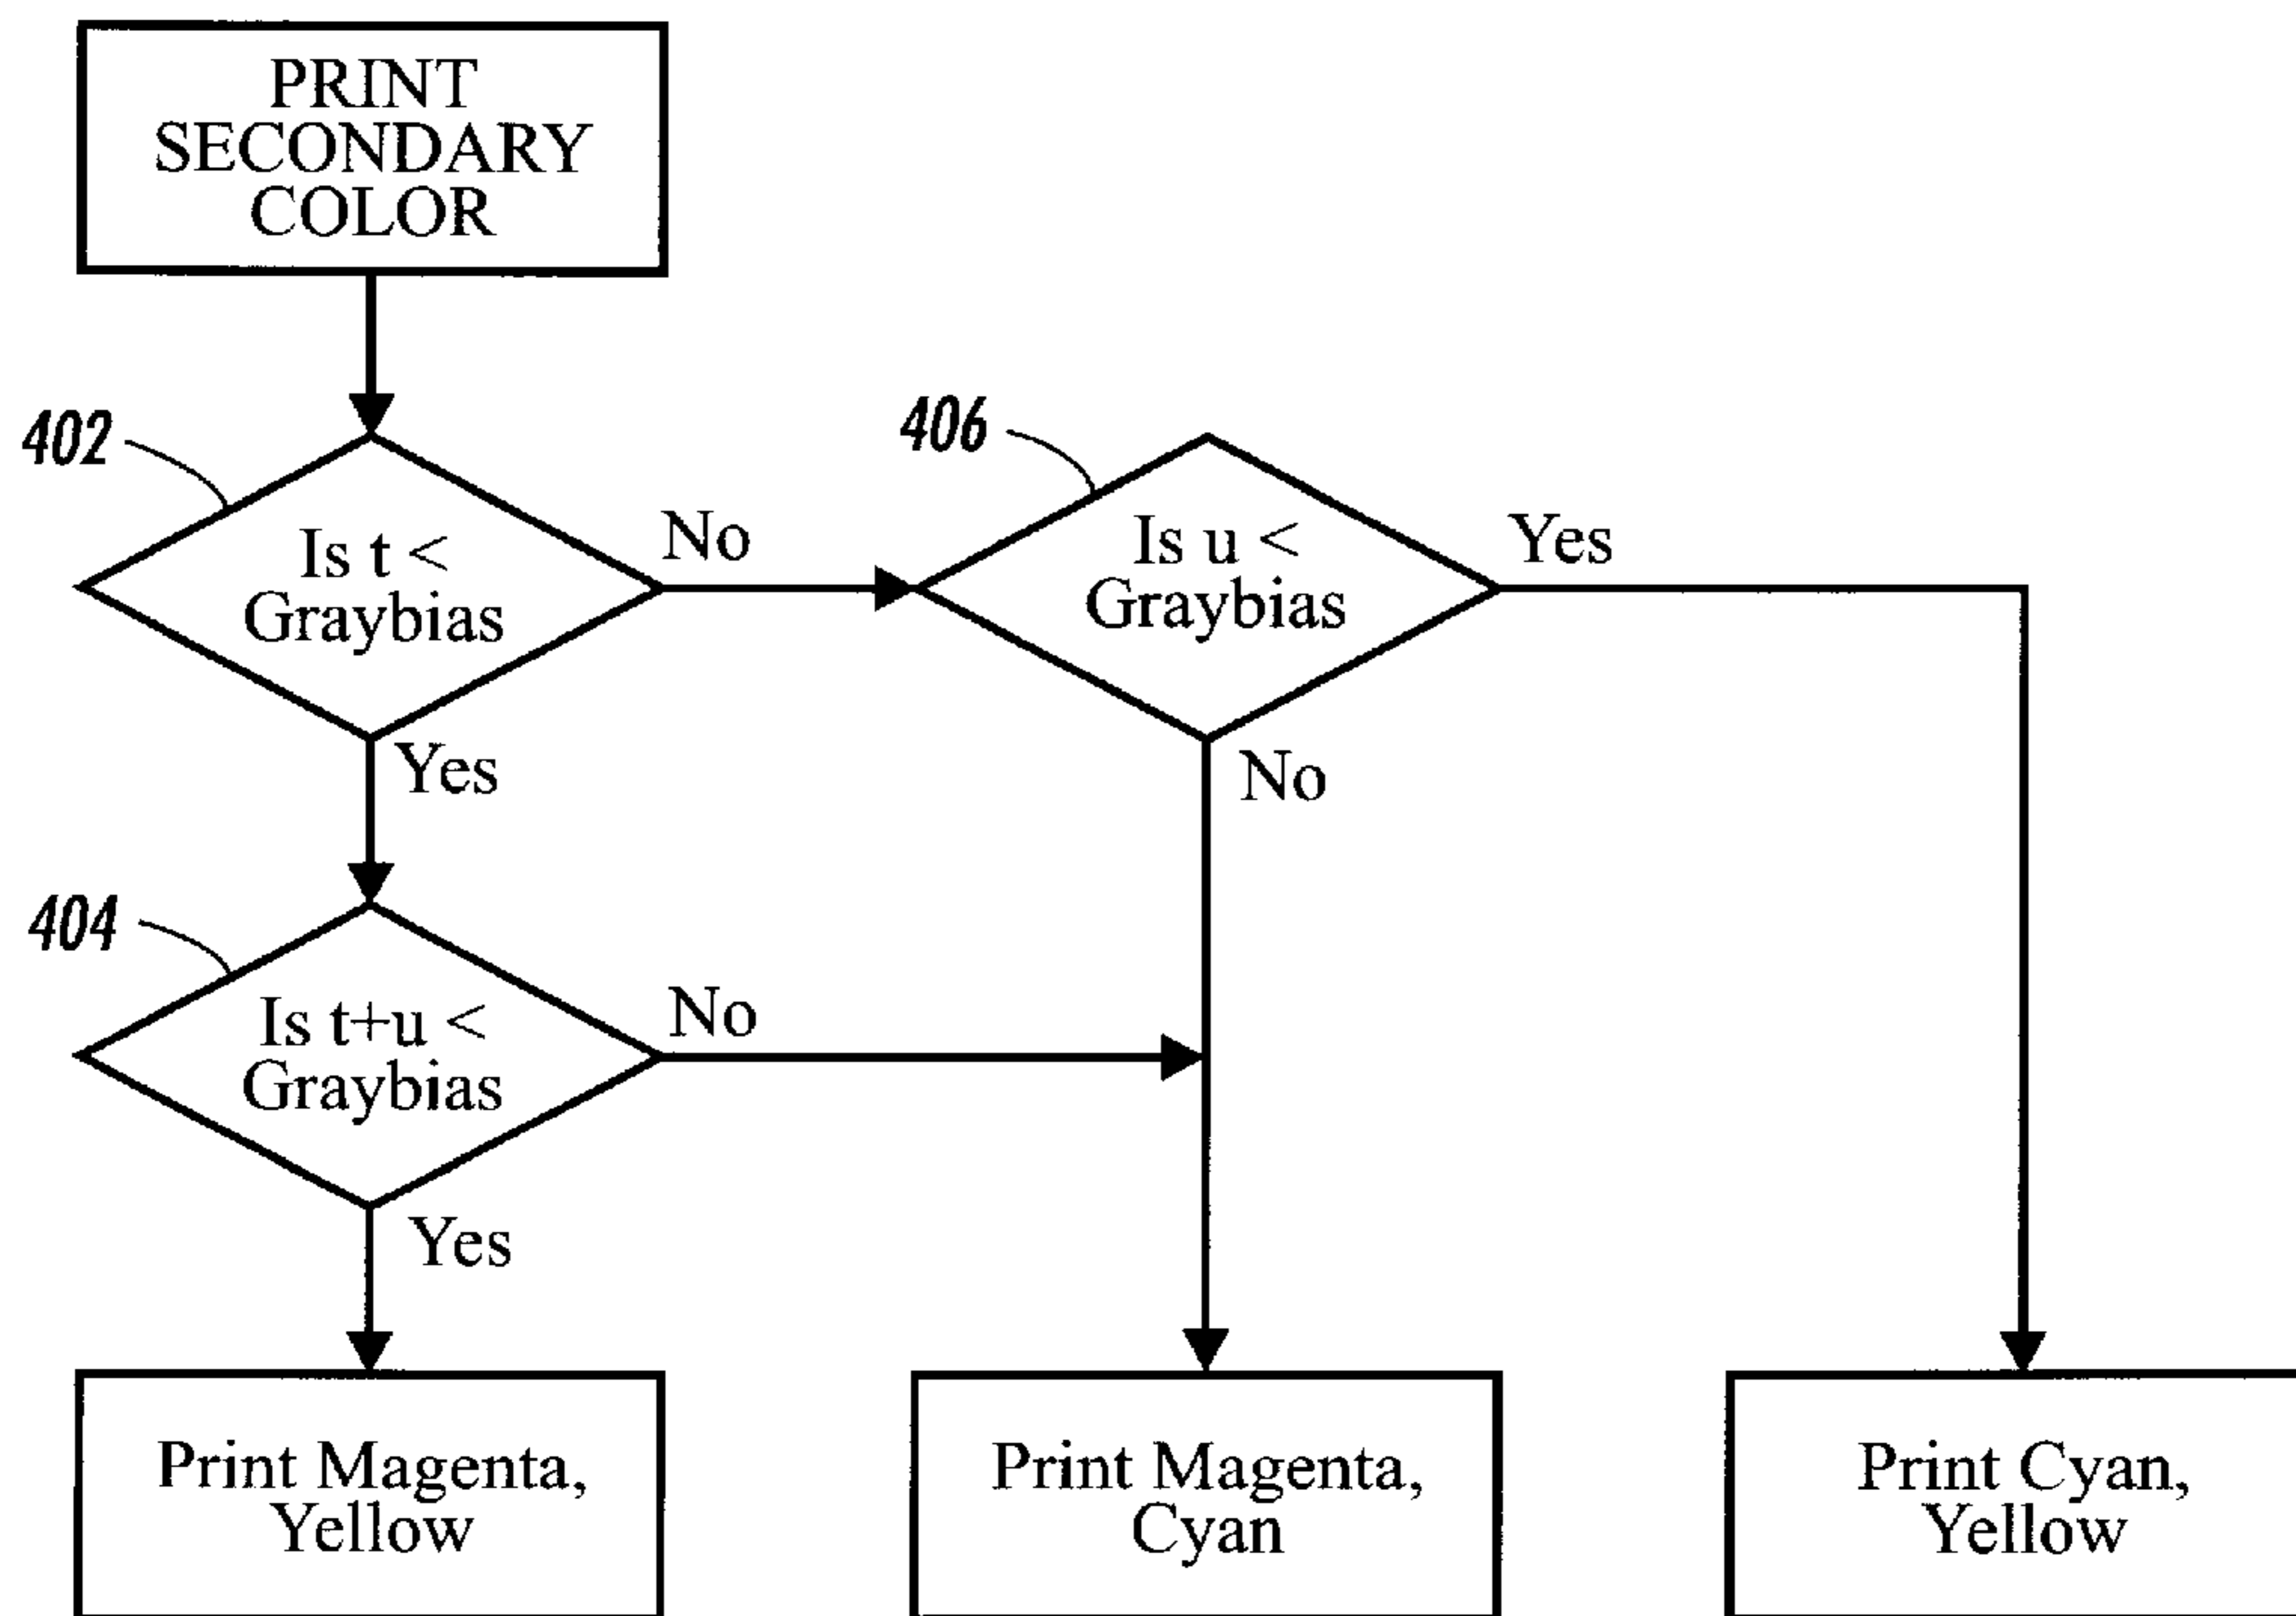 PRINT
SECONDARY
COLOR
402
Is t <
Graybias
No
406
Is u <
Graybias
Yes
Yes
No
404
Is t+u <
Graybias
No
Yes
Print Magenta,
Yellow
Print Magenta,
Cyan
Print Cyan,
Yellow